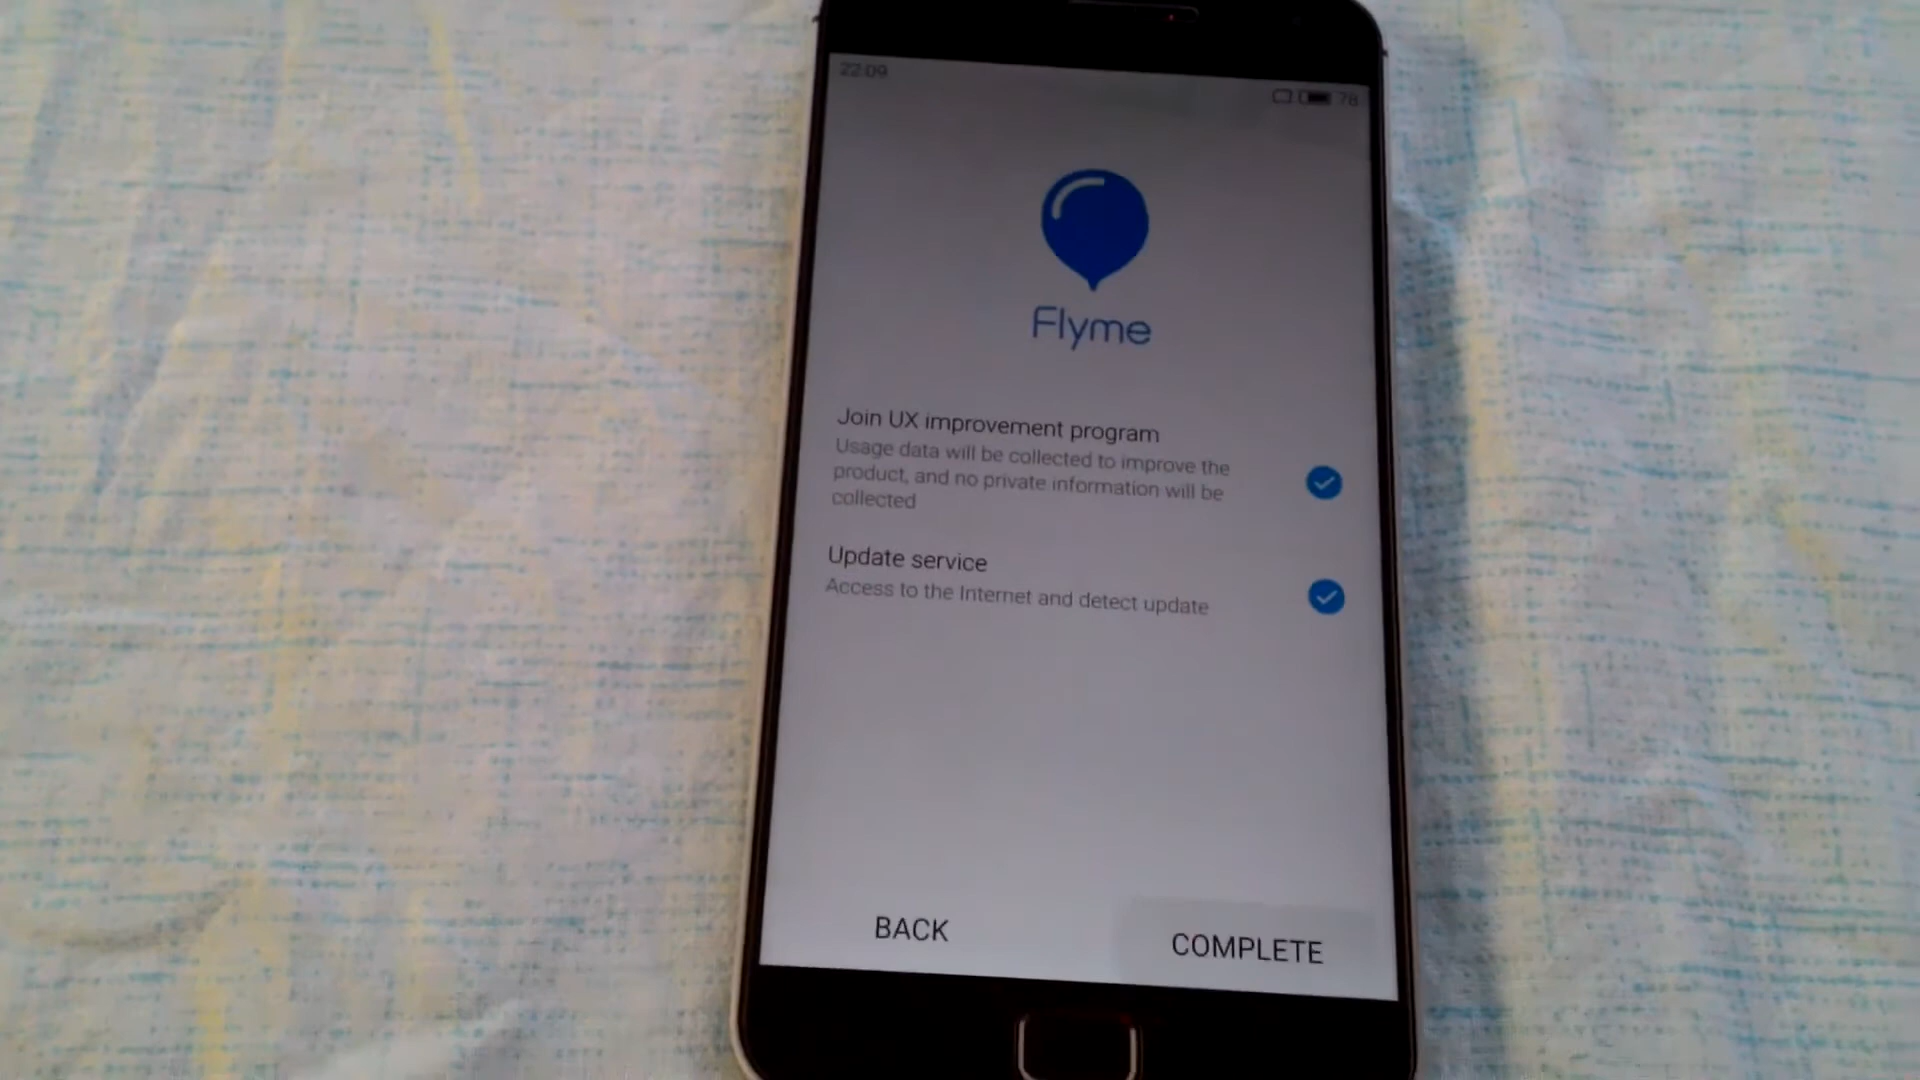 22:09
78
Flyme
Join UX improvement program
Usage data will be collected to improve the
product, and no private information will be
collected
Update service
Access to the Internet and detect update
BACK
COMPLETE